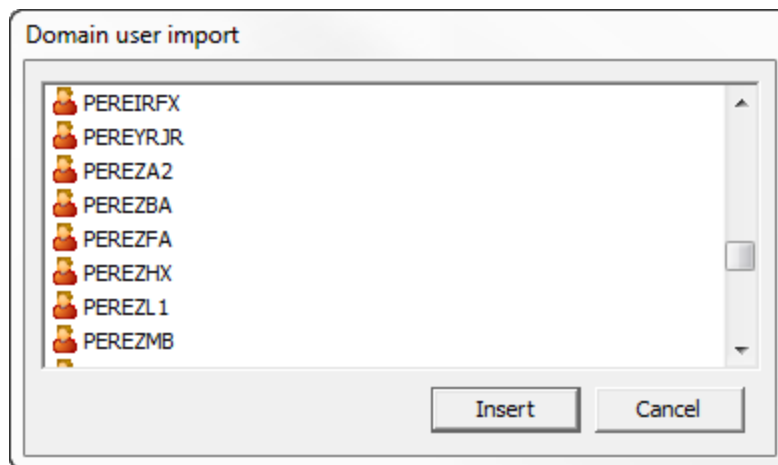 Domain user import
PEREIRFX
PEREYRJR
PEREZA2
PEREZBA
PEREZFA
PEREZHX
PEREZL1
PEREZMB
Insert Cancel